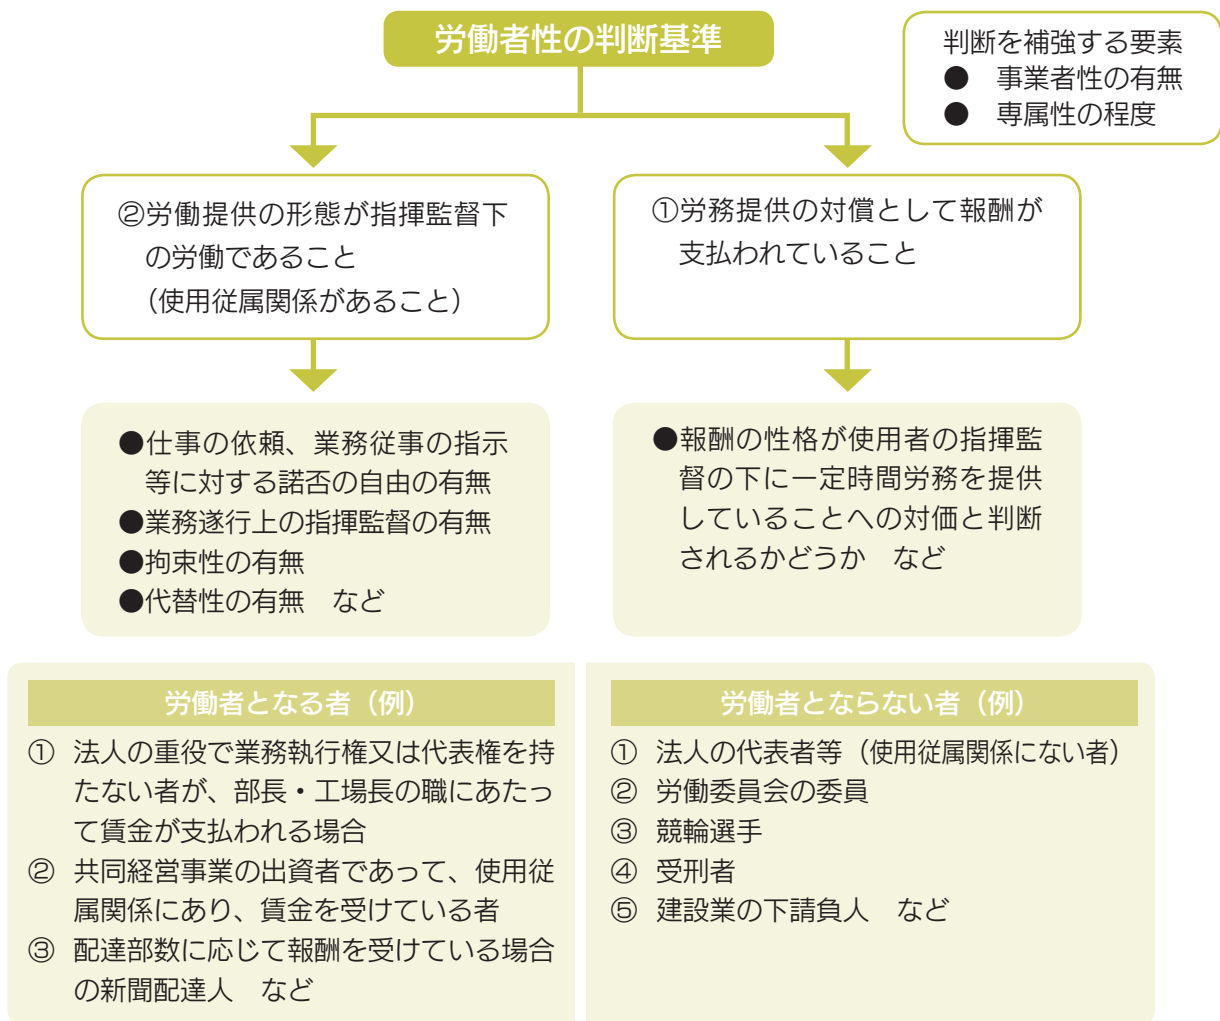 労働者性の判断基準
判断を補強する要素
●　事業者性の有無
●　専属性の程度
②労働提供の形態が指揮監督下
の労働であること
（使用従属関係があること）
①労務提供の対償として報酬が
支払われていること
●仕事の依頼、業務従事の指示
等に対する諾否の自由の有無
●業務遂行上の指揮監督の有無
●拘束性の有無
●代替性の有無　など
●報酬の性格が使用者の指揮監
督の下に一定時間労務を提供
していることへの対価と判断
されるかどうか　など
労働者となる者（例）
①　法人の重役で業務執行権又は代表権を持
たない者が、部長・工場長の職にあたっ
て賃金が支払われる場合
②　共同経営事業の出資者であって、使用従
属関係にあり、賃金を受けている者
③　配達部数に応じて報酬を受けている場合
の新聞配達人　など
労働者とならない者（例）
①　法人の代表者等（使用従属関係にない者）
②　労働委員会の委員
③　競輪選手
④　受刑者
⑤　建設業の下請負人　など